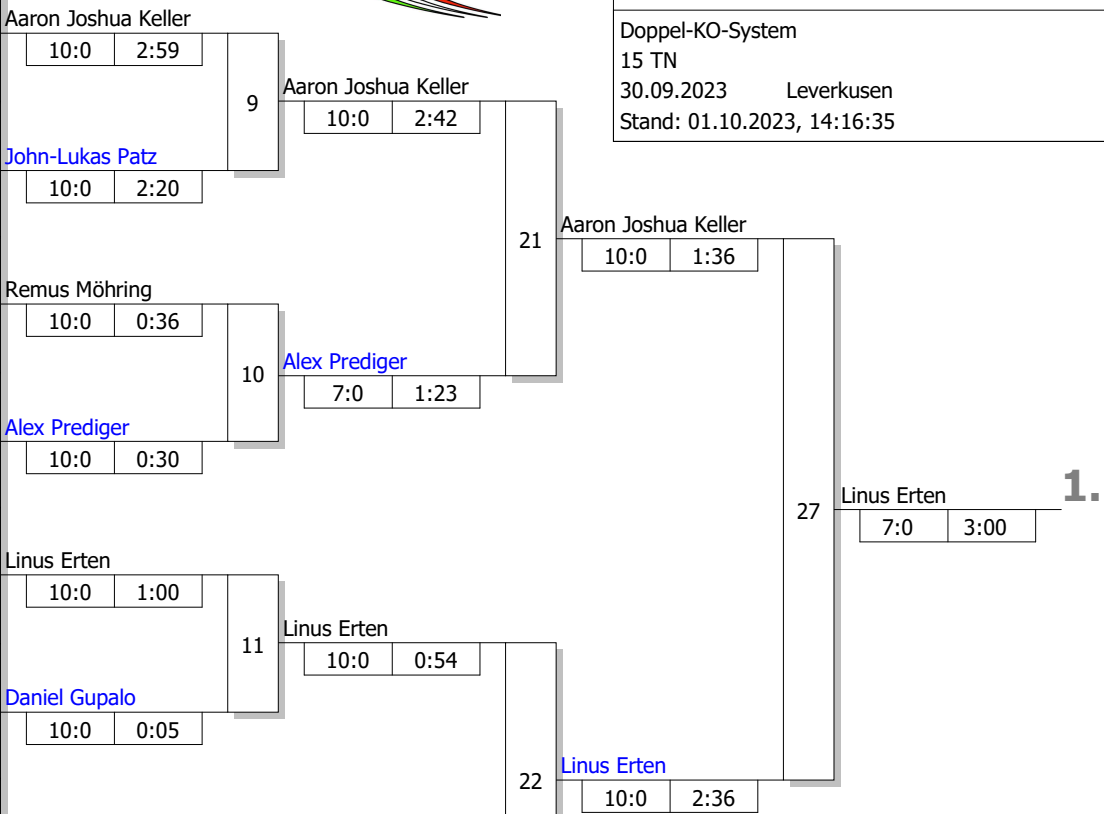 Aaron Joshua Keller
10:0 2:59
9
John-Lukas Patz
10:0 2:20
Aaron Joshua Keller
10:0 2:42
Doppel-KO-System
15 TN
30.09.2023 Leverkusen
Stand: 01.10.2023, 14:16:35
Remus Möhring
10:0 0:36
10
Alex Prediger
10:0 0:30
Alex Prediger
7:0 1:23
21
Aaron Joshua Keller
10:0 1:36
Linus Erten
10:0 1:00
11
Daniel Gupalo
10:0 0:05
Linus Erten
10:0 0:54
22
Linus Erten
10:0 2:36
27
Linus Erten
7:0 3:00
1.